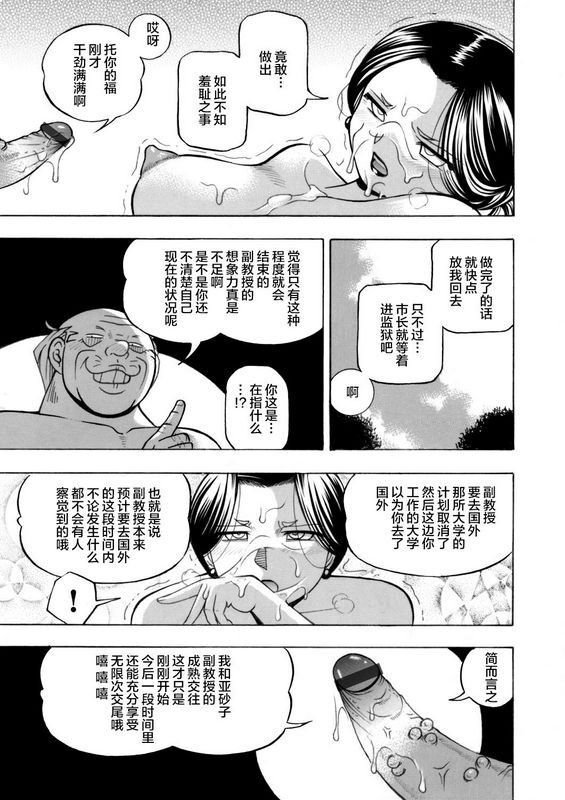 竟敢…
做出
如此不知
羞耻之事
哎呀
托你的福
刚才
干劲满满啊
做完了的话
就快点
放我回去
只不过…
市长就等着
进监狱吧
啊
觉得只有这种
程度就会
结束的
副教授的
想象力真是
不足啊
是不是你还
不清楚自己
现在的状况呢
你这是…
在指什么
…!?
副教授
要去国外
那所大学的
计划取消了
然后这边你
工作的大学
以为你去了
国外
也就是说
副教授本来
预计要去国外
的这段时间内
不论发生什么
都不会有人
察觉到的哦
!
简而言之
我和亚砂子
副教授的
成熟交往
这才只是
刚刚开始
今后一段时间里
还能充分享受
无限次交尾哦
嘻嘻嘻